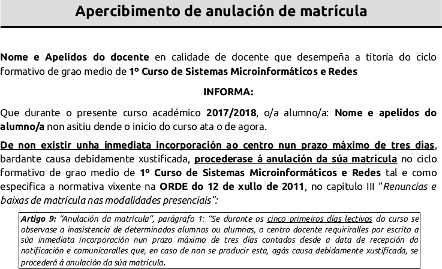 Apercibimento de anulación de matrícula
Nome e Apelidos do docente en calidade de docente que desempeña a titoría do ciclo
formativo de grao medio de 1º Curso de Sistemas Microinformáticos e Redes
INFORMA:
Que durante o presente curso académico 2017/2018, o/a alumno/a: Nome e apelidos do
alumno/a non asitiu dende o inicio do curso ata o de agora.
De non existir unha inmediata incorporación ao centro nun prazo máximo de tres días,
bardante causa debidamente xustificada, procederase á anulación da súa matrícula no ciclo
formativo de grao medio de 1º Curso de Sistemas Microinformáticos e Redes tal e como
especifica a normativa vixente na ORDE do 12 de xullo de 2011, no capítulo III "Renuncias e
baixas de matrícula nas modalidades presenciais":
Artigo 9: "Anulación da matrícula", parágrafo 1: "Se durante os cinco primeiros días lectivos do curso se
observase a inasistencia de determinados alumnos ou alumnas, o centro docente requiriralles por escrito a
súa inmediata incorporación nun prazo máximo de tres días contados desde a data de recepción da
notificación e comunicaralles que, en caso de non se producir esta, agás causa debidamente xustificada, se
procederá á anulación da súa matrícula.